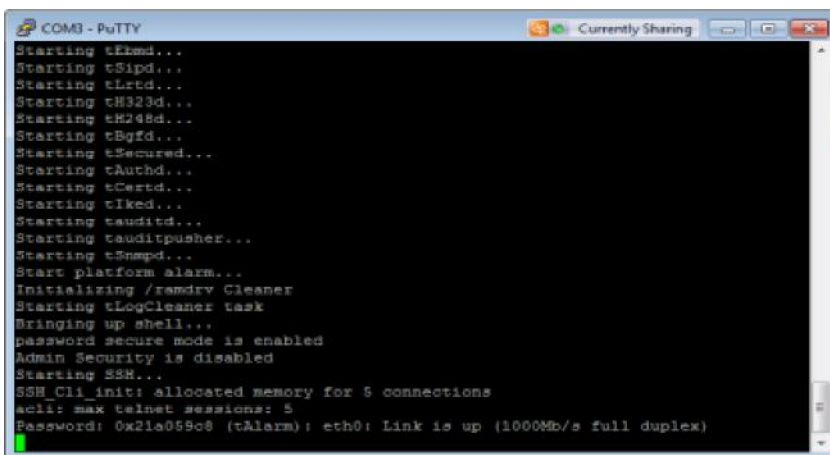 COM3 - PuTTY
Currently Sharing
Starting tEbmd...
Starting tSipd...
Starting tLrtd...
Starting tH323d...
Starting tH248d...
Starting tBgfd...
Starting tSecured...
Starting tAuthd...
Starting tCertd...
Starting tIked...
Starting tauditd...
Starting tauditpusher...
Starting tSnmpd...
Start platform alarm...
Initializing /ramdrv Cleaner
Starting tLogCleaner task
Bringing up shell...
password secure mode is enabled
Admin Security is disabled
Starting SSH...
SSH_Cli_init: allocated memory for 5 connections
acli: max telnet sessions: 5
Password: 0x21a059c8 (tAlarm): eth0: Link is up (1000Mb/s full duplex)